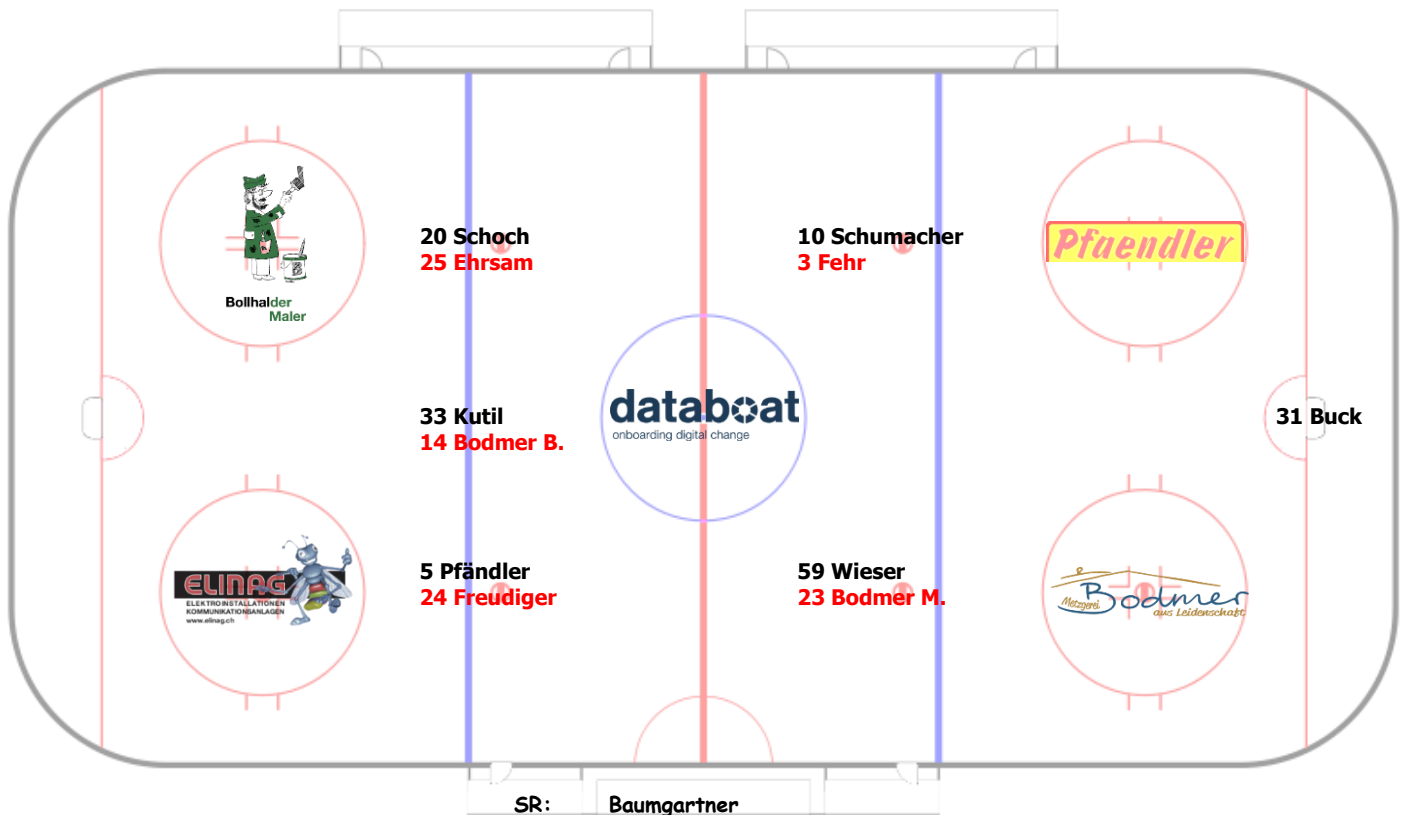 20 Schoch
25 Ehrsam
10 Schumacher
3 Fehr
Pfaendler
Bollhalder
Maler
33 Kutil
14 Bodmer B.
databoat
onboarding digital change
31 Buck
5 Pfändler
24 Freudiger
59 Wieser
23 Bodmer M.
ELINAG
ELEKTROINSTALLATIONEN
KOMMUNIKATIONSANLAGEN
www.elinag.ch
Metzgerei
Bodmer
aus Leidenschaft
SR: Baumgartner